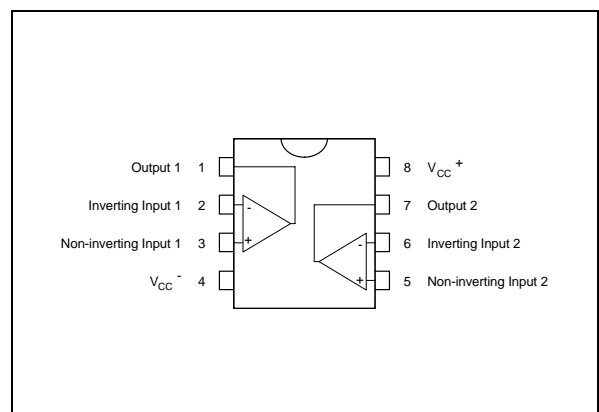 Output 1 1
Inverting Input 1 2
Non-inverting Input 1 3
VCC - 4
8 VCC +
7 Output 2
6 Inverting Input 2
5 Non-inverting Input 2
-
+
-
+